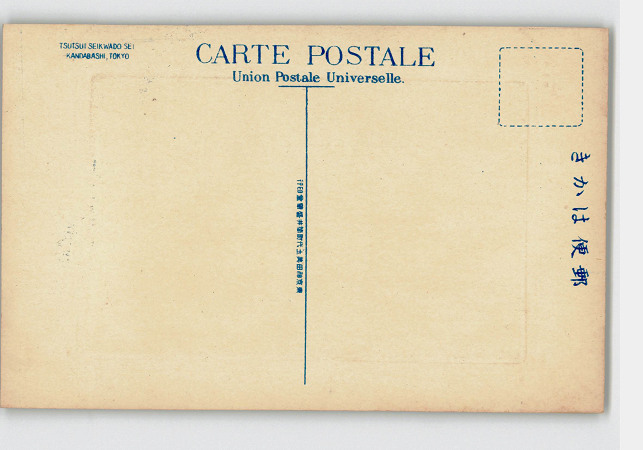 TSUTSUI SEIKWADO SEI
KANDABASHI, TOKYO
CARTE POSTALE
Union Postale Universelle.
きかは便郵